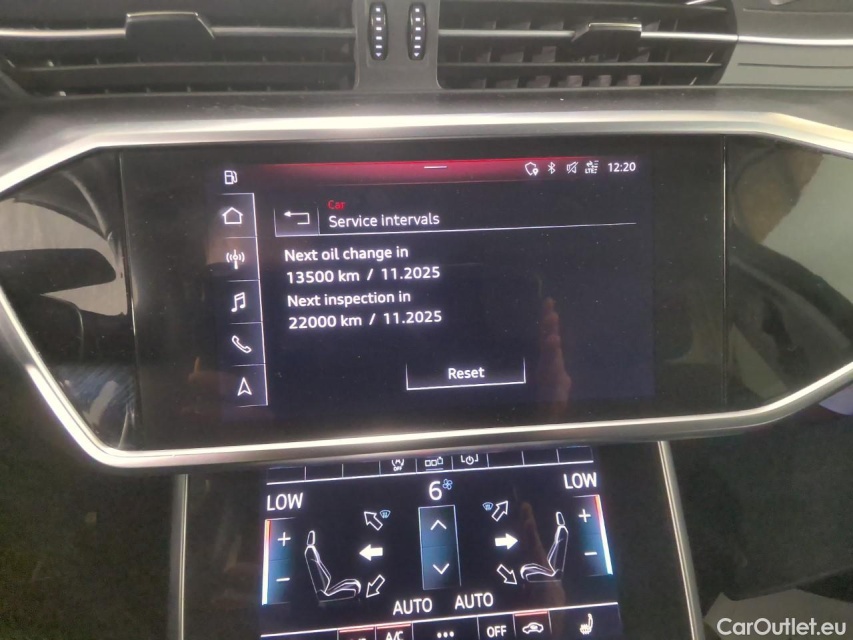 12:20
Car
Service intervals
Next oil change in
13500 km / 11.2025
Next inspection in
22000 km / 11.2025
Reset
OFF
LOW
6
LOW
+
+
-
-
AUTO
AUTO
A/C
...
OFF
CarOutlet.eu